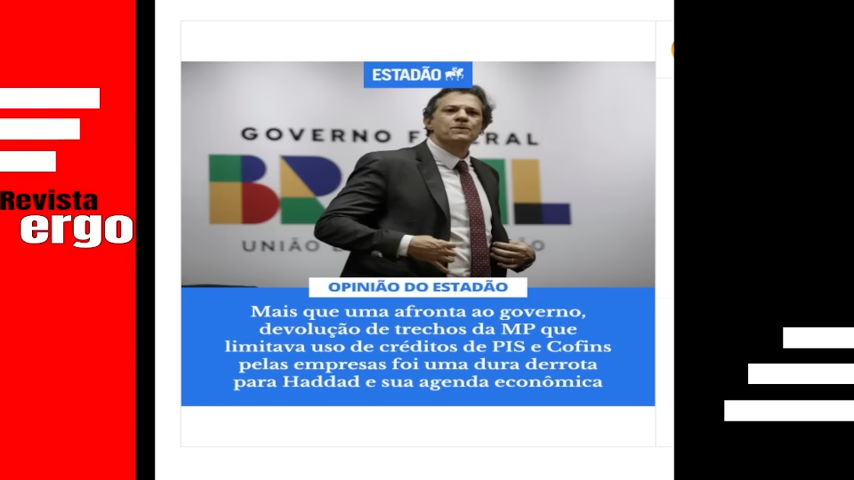 ESTADÃO
GOVERNO F ERAL
BR IL
UNIÃO
Revista
ergo
OPINIÃO DO ESTADÃO
Mais que uma afronta ao governo,
devolução de trechos da MP que
limitava uso de créditos de PIS e Cofins
pelas empresas foi uma dura derrota
para Haddad e sua agenda econômica